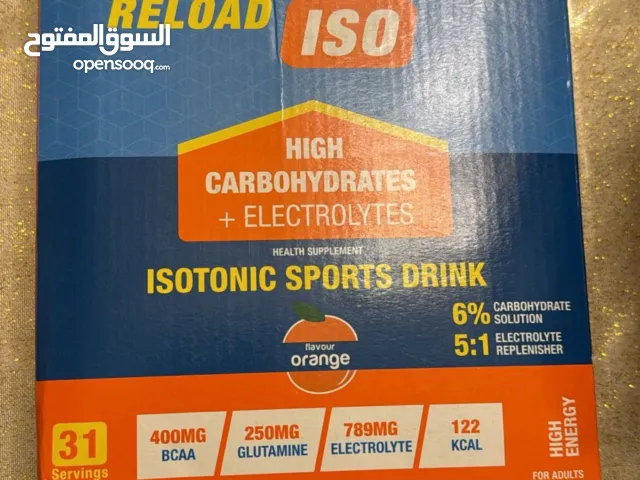 السوق المفتوح
opensooq.com
RELOAD
ISO
HIGH
CARBOHYDRATES
+ ELECTROLYTES
HEALTH SUPPLEMENT
ISOTONIC SPORTS DRINK
6% CARBOHYDRATE
SOLUTION
5:1 ELECTROLYTE
REPLENISHER
flavour
orange
31
Servings
400MG
BCAA
250MG
GLUTAMINE
789MG
ELECTROLYTE
122
KCAL
HIGH
ENERGY
FOR ADULTS